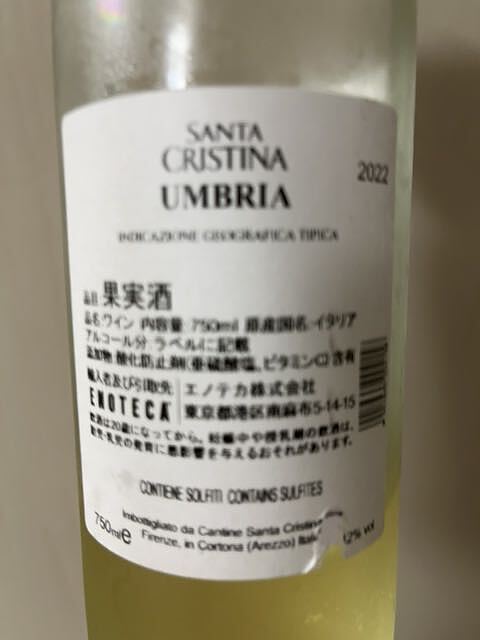 SANTA
CRISTINA
UMBRIA
2022
INDICAZIONE GEOGRAFICA TIPICA
品目 果実酒
品名:ワイン 内容量:750ml 原産国名:イタリア
アルコール分:ラベルに記載
添加物:酸化防止剤(亜硫酸塩、ビタミンC)含有
輸入者及び引取先
ENOTECA
エノテカ株式会社
東京都港区南麻布5-14-15
飲酒は20歳になってから。妊娠中や授乳期の飲酒は、
胎児・乳児の発育に悪影響を与えるおそれがあります。
CONTIENE SOLFITI CONTAINS SULFITES
750ml e
Imbottigliato da Cantine Santa Cristina
Firenze, in Cortona (Arezzo) Italia
12% vol